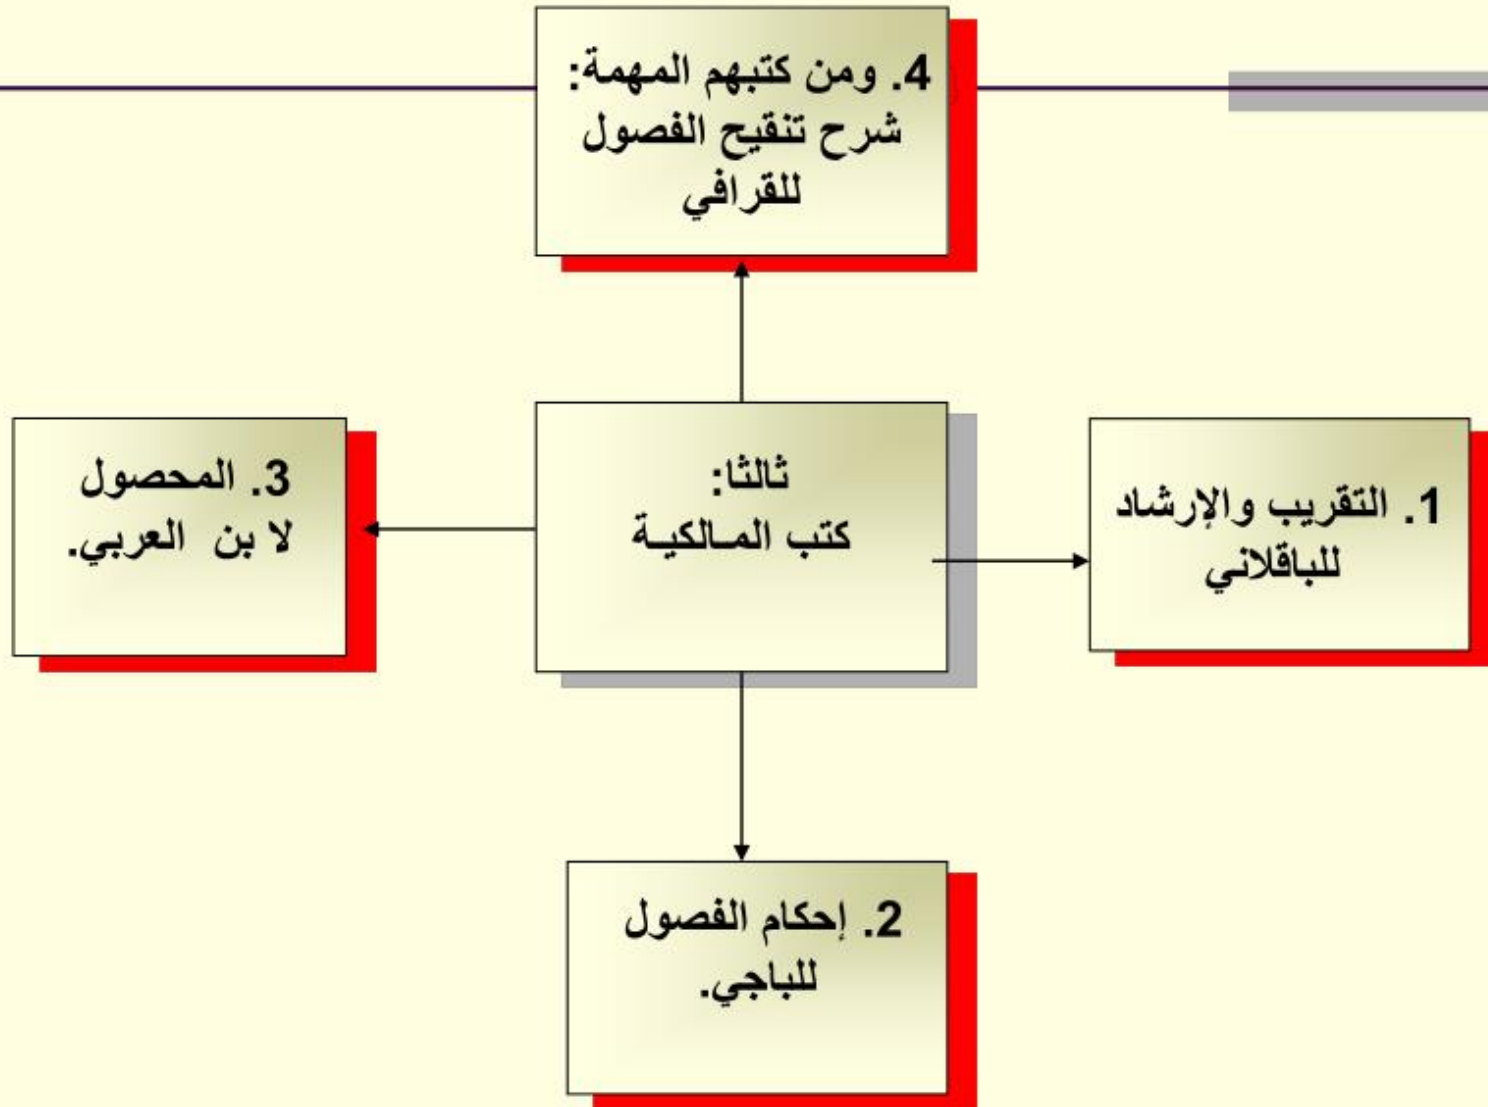 4. ومن كتبهم المهمة:
شرح تنقيح الفصول
للقرافي
ثالثا:
كتب المـالكيـة
1. التقريب والإرشاد
للباقلاني
3. المحصول
لا بن العربي.
2. إحكام الفصول
للباجي.